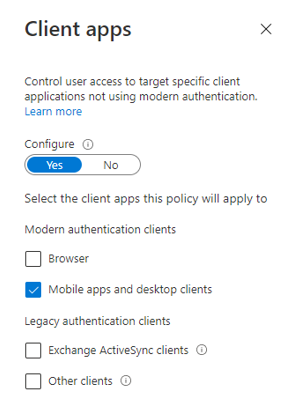 Client apps
Control user access to target specific client
applications not using modern authentication.
Learn more
Configure
Yes No
Select the client apps this policy will apply to
Modern authentication clients
Browser
Mobile apps and desktop clients
Legacy authentication clients
Exchange ActiveSync clients
Other clients